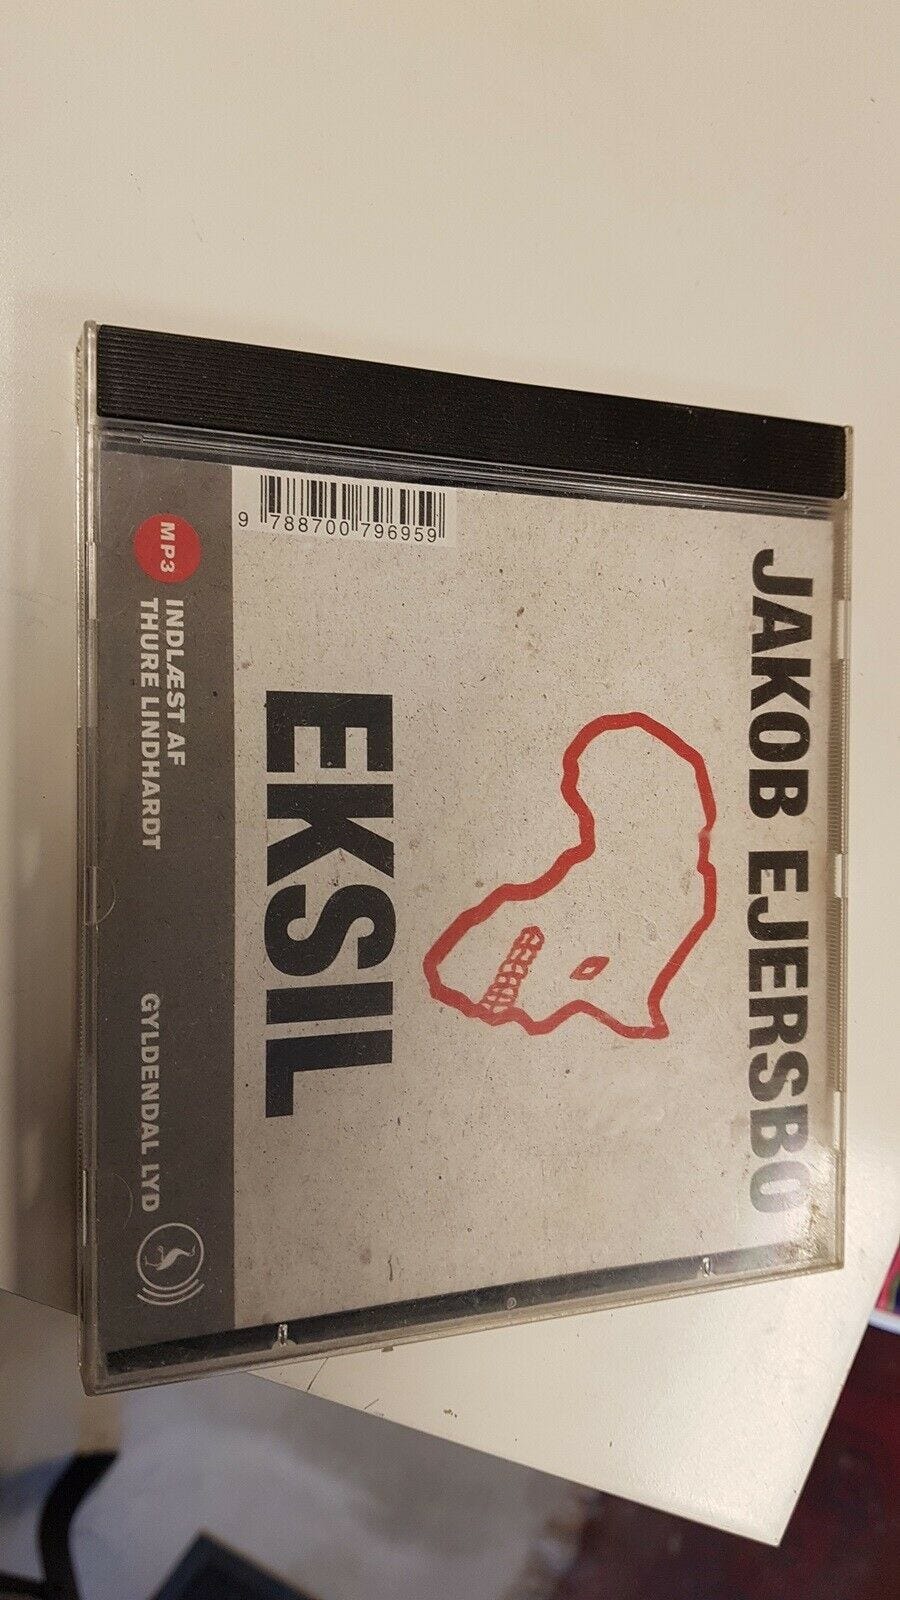 JAKOB EJERSBO
EKSIL
9 788700 796959
MP3
INDLÆST AF
THURE LINDHARDT
GYLDENDAL LYD